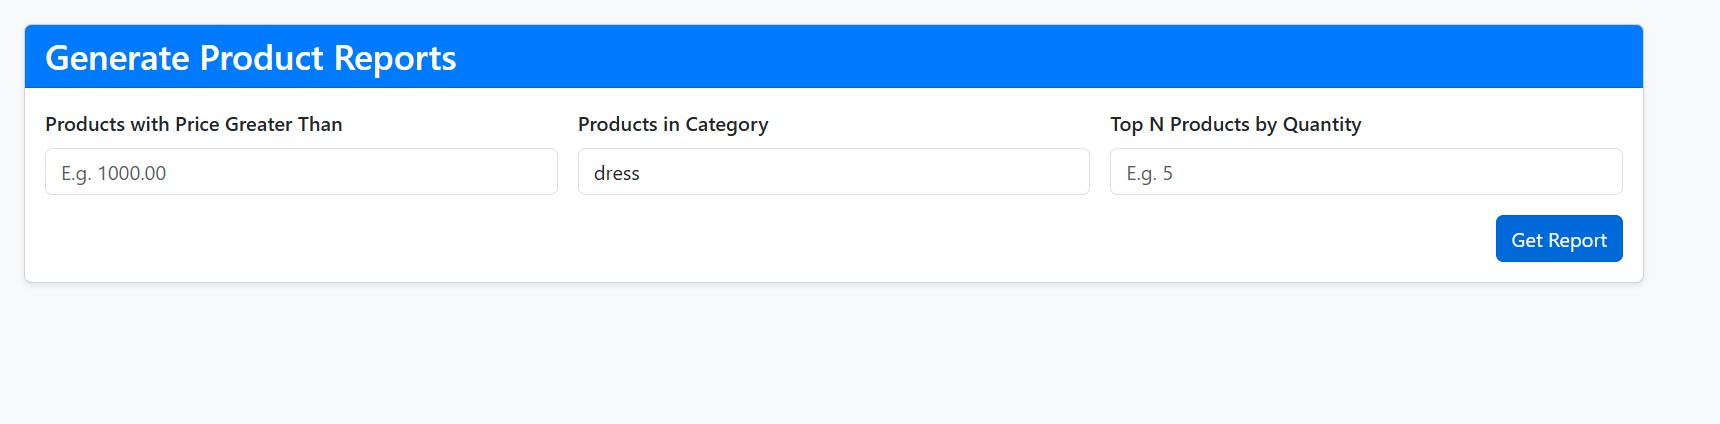 Generate Product Reports
Products with Price Greater Than
Products in Category
Top N Products by Quantity
E.g. 1000.00
dress
E.g. 5
Get Report